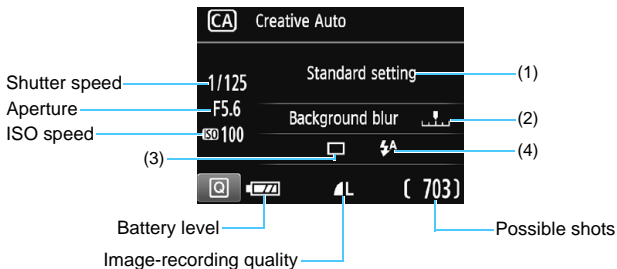 CA Creative Auto
Shutter speed 1/125 Standard setting (1)
Aperture F5.6 Background blur (2)
ISO speed ISO 100
(3) A (4)
Q L ( 703)
Battery level Possible shots
Image-recording quality